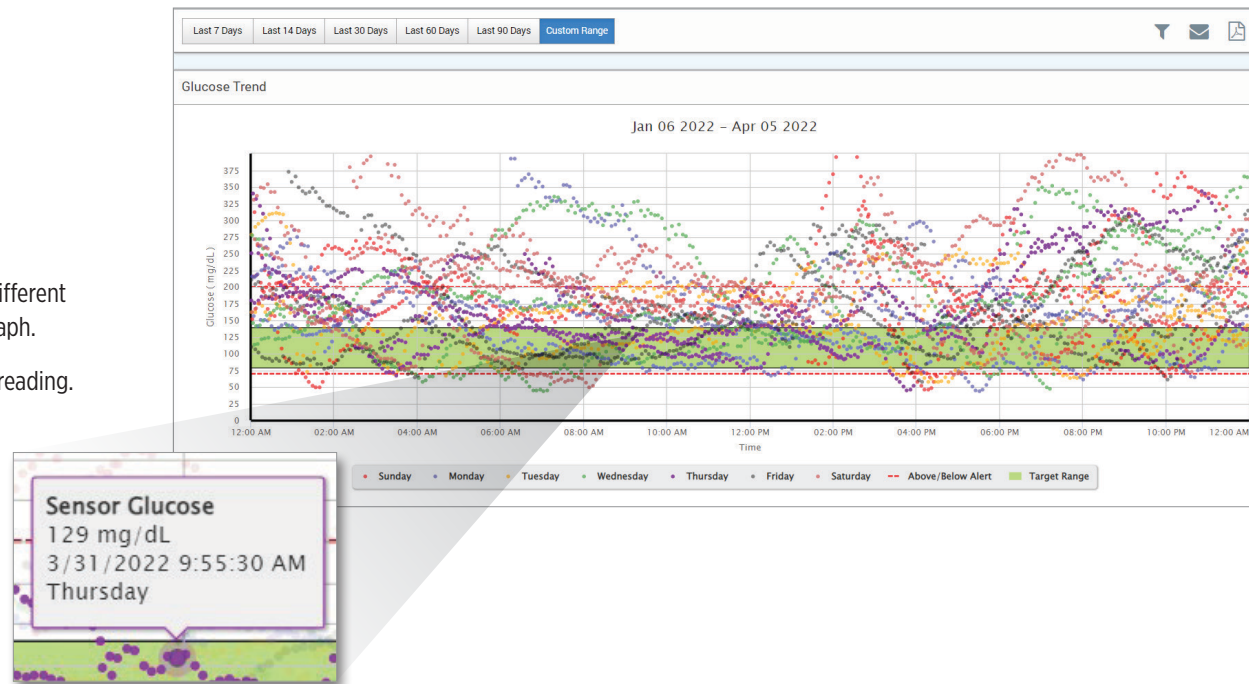 Last 7 Days Last 14 Days Last 30 Days Last 60 Days Last 90 Days Custom Range
Glucose Trend
Jan 06 2022 – Apr 05 2022
Glucose ( mg/dL)
375
350
325
300
275
250
225
200
175
150
125
100
75
50
25
0
12:00 AM 02:00 AM 04:00 AM 06:00 AM 08:00 AM 10:00 AM 12:00 PM 02:00 PM 04:00 PM 06:00 PM 08:00 PM 10:00 PM 12:00 AM
Time
Sunday Monday Tuesday Wednesday Thursday Friday Saturday Above/Below Alert Target Range
ifferent
aph.
reading.
Sensor Glucose
129 mg/dL
3/31/2022 9:55:30 AM
Thursday